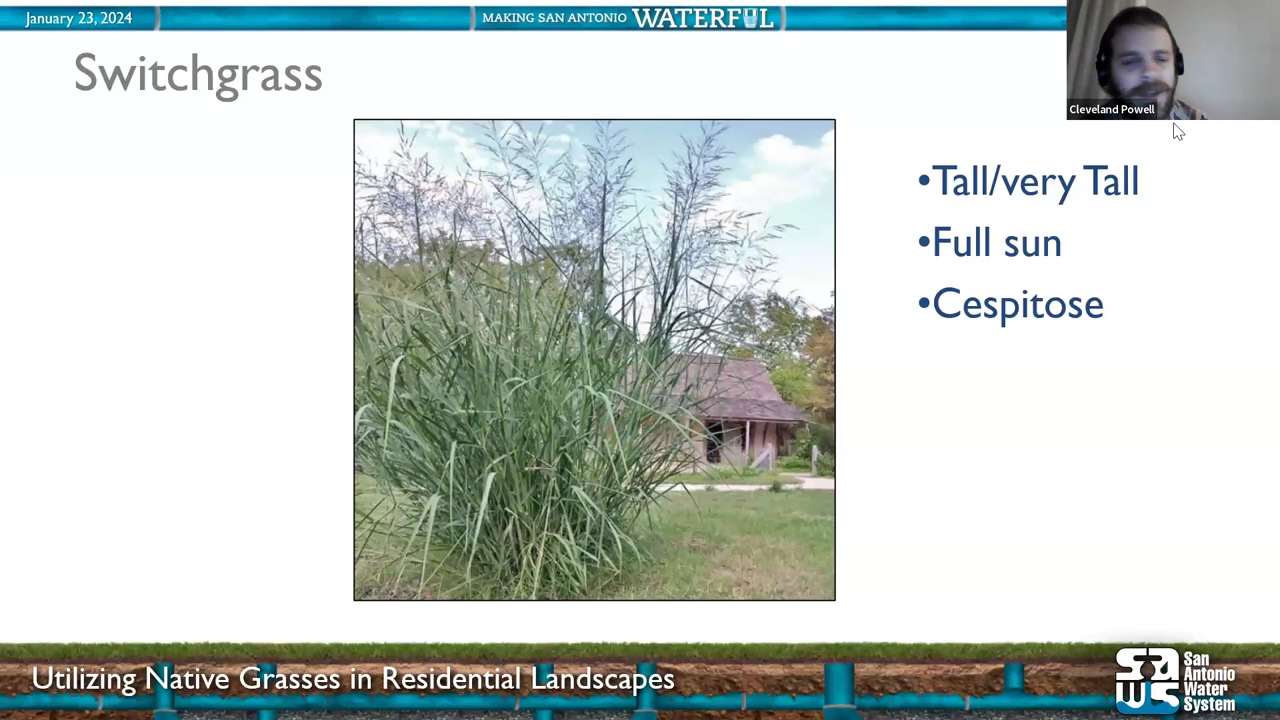 January 23, 2024
MAKING SAN ANTONIO WATERFUL
Cleveland Powell
Switchgrass
•Tall/very Tall
•Full sun
•Cespitose
Utilizing Native Grasses in Residential Landscapes
SAWS
San
Antonio
Water
System